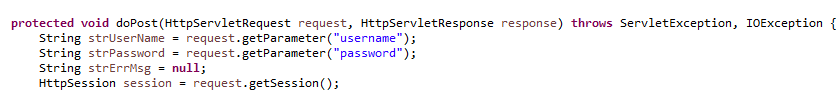 protected void doPost(HttpServletRequest request, HttpServletResponse response) throws ServletException, IOException {
    String strUserName = request.getParameter("username");
    String strPassword = request.getParameter("password");
    String strErrMsg = null;
    HttpSession session = request.getSession();